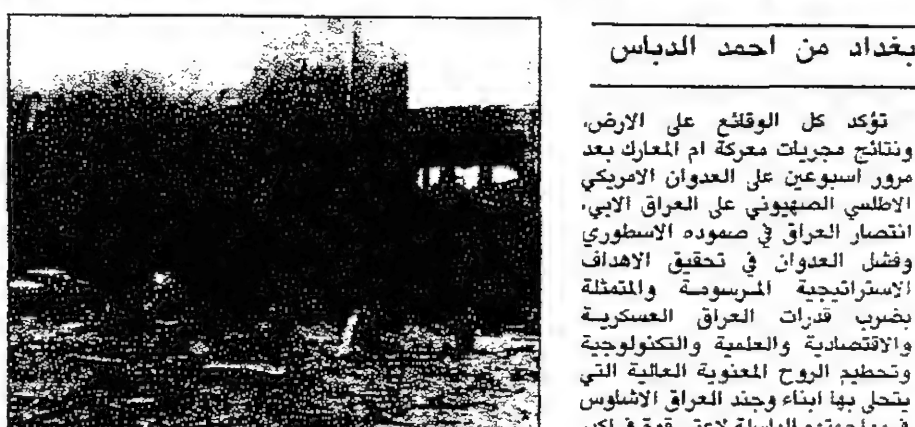 بغداد من احمد الدباس
تؤكد كل الوقائع على الارض،
ونتائج مجريات معركة ام المعارك بعد
مرور اسبوعين على العدوان الامريكي
الاطلسي الصهيوني على العراق الابي،
انتصار العراق في صموده الاسطوري
وفشل العدوان في تحقيق الاهداف
الاستراتيجية المرسومة والمتمثلة
بضرب قدرات العراق العسكرية
والاقتصادية والعلمية والتكنولوجية
وتحطيم الروح المعنوية العالية التي
يتحلى بها ابناء وجند العراق الاشاوس